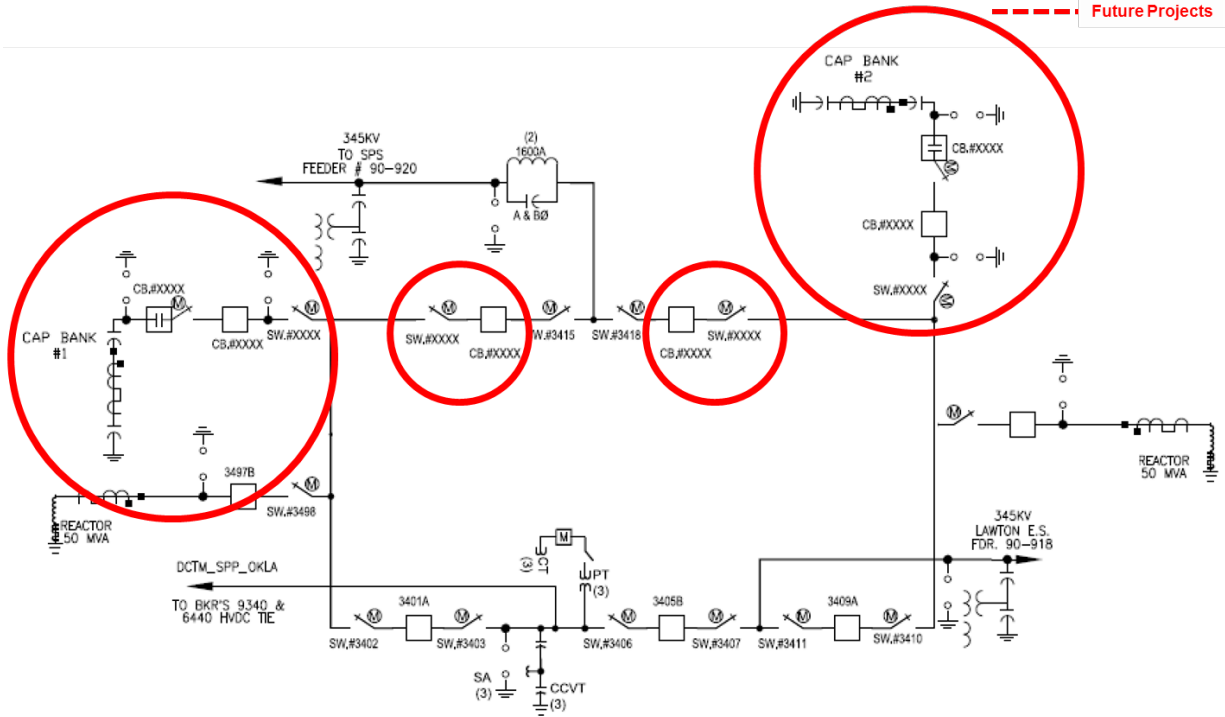 Future Projects
CAP BANK
#2
CB.#XXXX
CB.#XXXX
SW.#XXXX
345KV
TO SPS
FEEDER # 90-920
(2)
1600A
A & BØ
CB.#XXXX
CB.#XXXX
SW.#XXXX
CAP BANK
#1
SW.#XXXX
CB.#XXXX
SW.#3415
SW.#3418
CB.#XXXX
SW.#XXXX
M
M
M
M
M
M
M
M
3497B
M
SW.#3498
REACTOR
50 MVA
M
REACTOR
50 MVA
345KV
LAWTON E.S.
FDR. 90-918
DCTM_SPP_OKLA
TO BKR'S 9340 &
6440 HVDC TIE
M
CT
(3)
PT
(3)
M
3401A
M
SW.#3402
SW.#3403
M
3405B
M
SW.#3406
SW.#3407
M
3409A
M
SW.#3411
SW.#3410
SA
(3)
CCVT
(3)